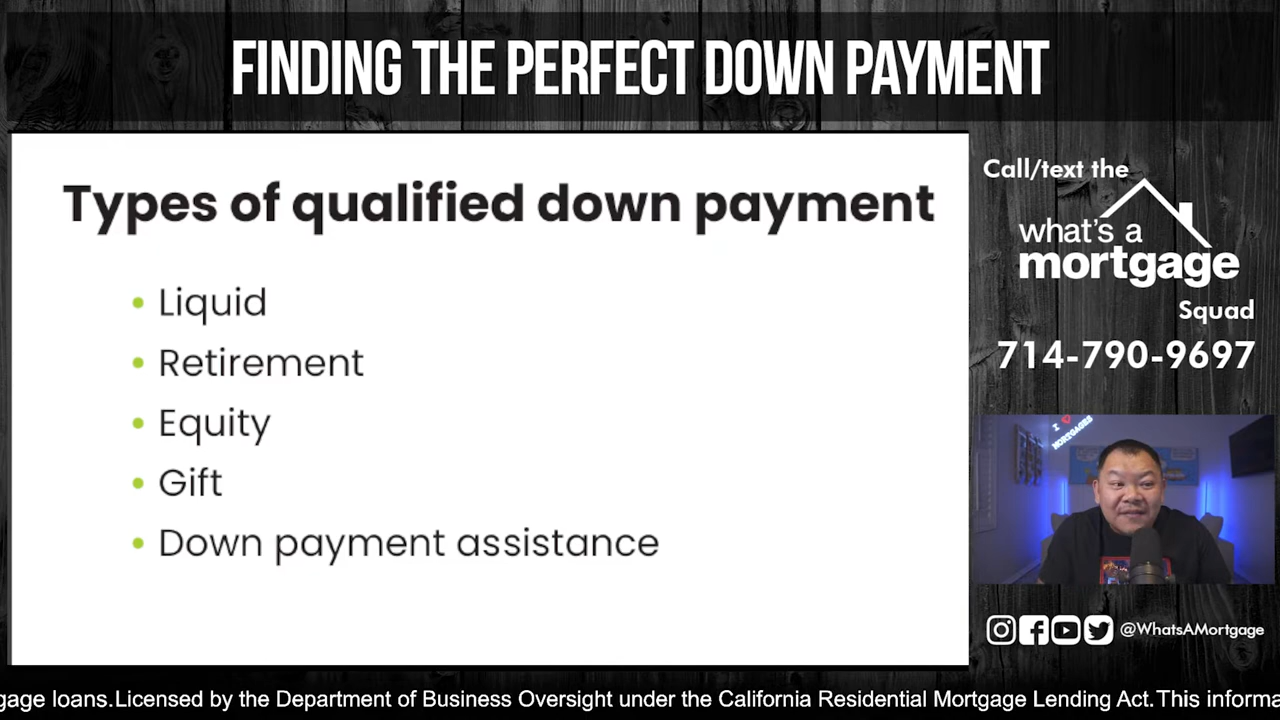 FINDING THE PERFECT DOWN PAYMENT
Types of qualified down payment
• Liquid
• Retirement
• Equity
• Gift
• Down payment assistance
Call/text the
what's a
mortgage
Squad
714-790-9697
I ❤ MORTGAGES
@WhatsAMortgage
gage loans.Licensed by the Department of Business Oversight under the California Residential Mortgage Lending Act.This informa